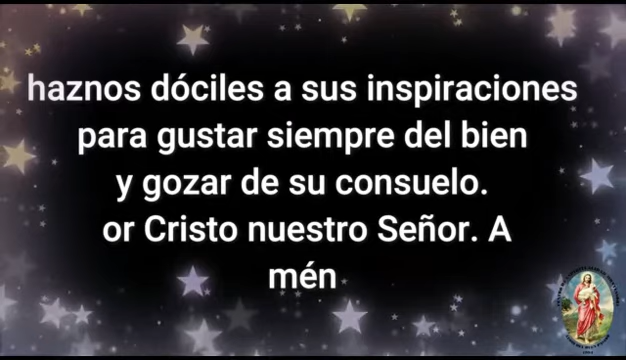 haznos dóciles a sus inspiraciones
para gustar siempre del bien
y gozar de su consuelo.
or Cristo nuestro Señor. A
mén